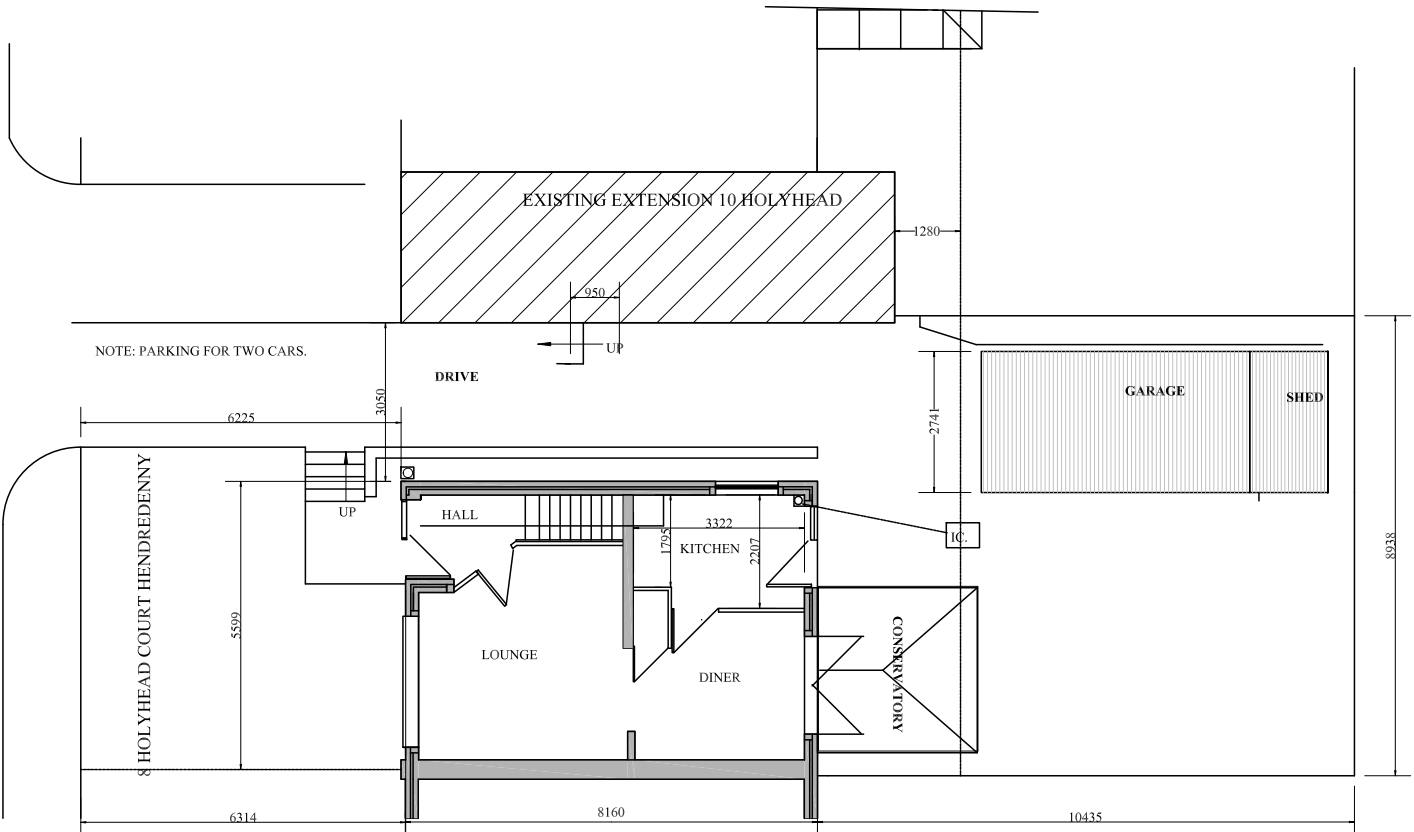 EXISTING EXTENSION 10 HOLYHEAD
1280
950
UP
NOTE: PARKING FOR TWO CARS.
DRIVE
3050
6225
2741
GARAGE
SHED
8 HOLYHEAD COURT HENDREDENNY
UP
HALL
3322
1795
KITCHEN
2207
IC.
8938
5599
LOUNGE
DINER
CONSERVATORY
6314
8160
10435